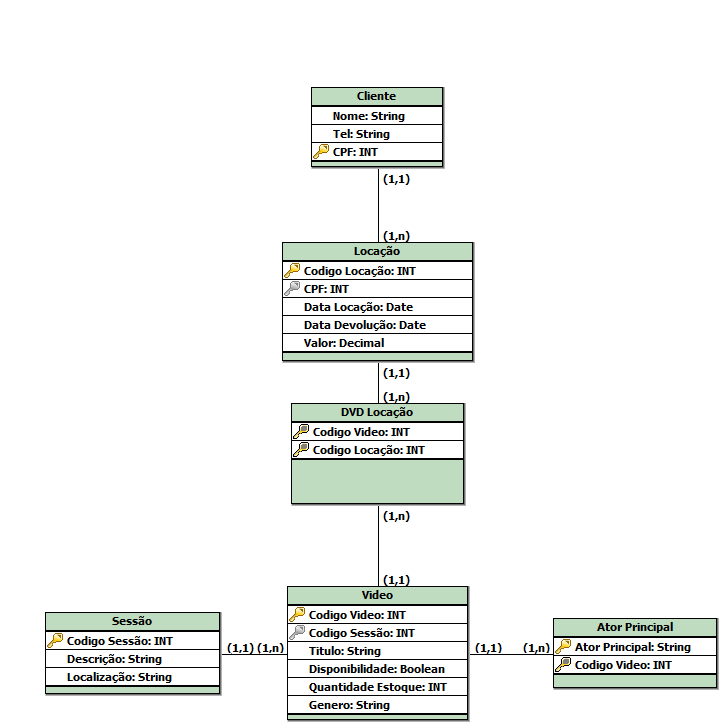 Cliente
Nome: String
Tel: String
CPF: INT
(1,1)
(1,n)
Locação
Codigo Locação: INT
CPF: INT
Data Locação: Date
Data Devolução: Date
Valor: Decimal
(1,1)
(1,n)
DVD Locação
Codigo Video: INT
Codigo Locação: INT
(1,n)
(1,1)
Sessão
Codigo Sessão: INT
Descrição: String
Localização: String
(1,1) (1,n)
Video
Codigo Video: INT
Codigo Sessão: INT
Titulo: String
Disponibilidade: Boolean
Quantidade Estoque: INT
Genero: String
(1,1) (1,n)
Ator Principal
Ator Principal: String
Codigo Video: INT